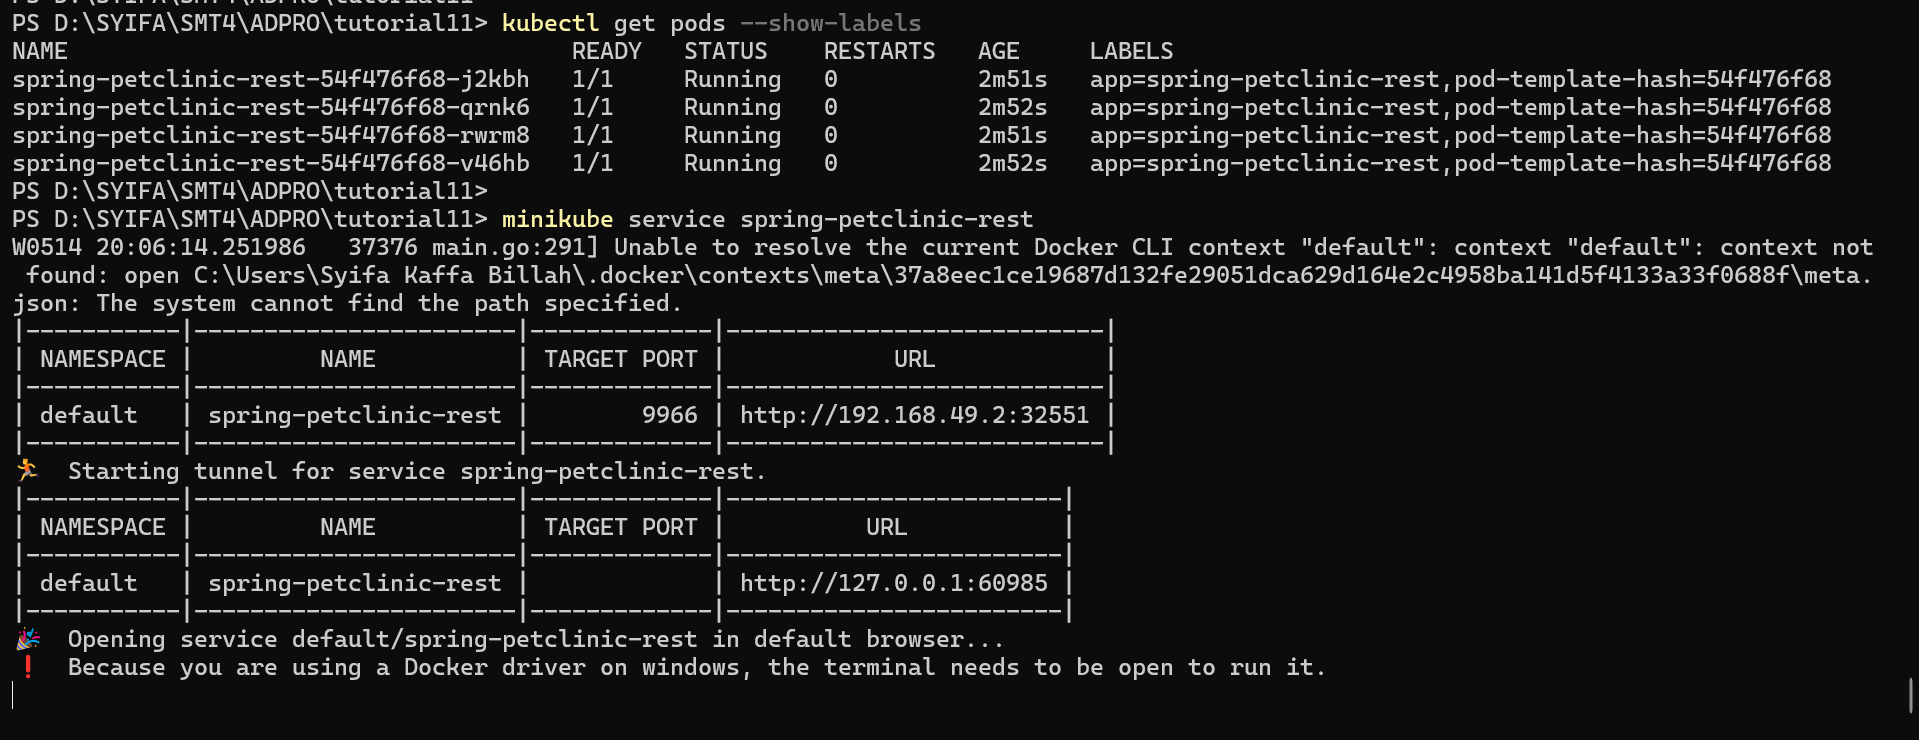 PS D:\SYIFA\SMT4\ADPRO\tutorial11>
PS D:\SYIFA\SMT4\ADPRO\tutorial11> kubectl get pods --show-labels
NAME                                    READY   STATUS    RESTARTS   AGE     LABELS
spring-petclinic-rest-54f476f68-j2kbh   1/1     Running   0          2m51s   app=spring-petclinic-rest,pod-template-hash=54f476f68
spring-petclinic-rest-54f476f68-qrnk6   1/1     Running   0          2m52s   app=spring-petclinic-rest,pod-template-hash=54f476f68
spring-petclinic-rest-54f476f68-rwrm8   1/1     Running   0          2m51s   app=spring-petclinic-rest,pod-template-hash=54f476f68
spring-petclinic-rest-54f476f68-v46hb   1/1     Running   0          2m52s   app=spring-petclinic-rest,pod-template-hash=54f476f68
PS D:\SYIFA\SMT4\ADPRO\tutorial11>
PS D:\SYIFA\SMT4\ADPRO\tutorial11> minikube service spring-petclinic-rest
W0514 20:06:14.251986   37376 main.go:291] Unable to resolve the current Docker CLI context "default": context "default": context not
 found: open C:\Users\Syifa Kaffa Billah\.docker\contexts\meta\37a8eec1ce19687d132fe29051dca629d164e2c4958ba141d5f4133a33f0688f\meta.
json: The system cannot find the path specified.
|-----------|-----------------------|-------------|---------------------------|
| NAMESPACE |         NAME          | TARGET PORT |            URL            |
|-----------|-----------------------|-------------|---------------------------|
| default   | spring-petclinic-rest |        9966 | http://192.168.49.2:32551 |
|-----------|-----------------------|-------------|---------------------------|
🏃  Starting tunnel for service spring-petclinic-rest.
|-----------|-----------------------|-------------|------------------------|
| NAMESPACE |         NAME          | TARGET PORT |          URL           |
|-----------|-----------------------|-------------|------------------------|
| default   | spring-petclinic-rest |             | http://127.0.0.1:60985 |
|-----------|-----------------------|-------------|------------------------|
🎉  Opening service default/spring-petclinic-rest in default browser...
❗  Because you are using a Docker driver on windows, the terminal needs to be open to run it.